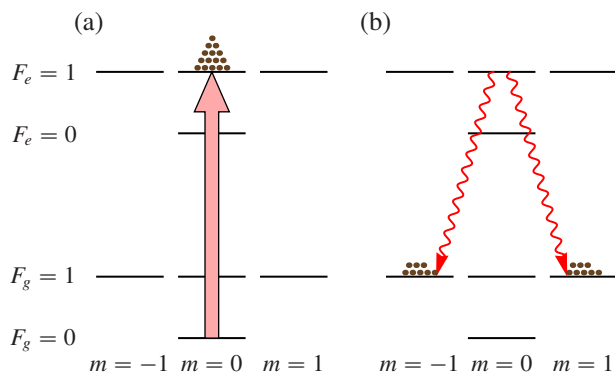 (a) (b)
F_e = 1
F_e = 0
F_g = 1
F_g = 0
m = −1 m = 0 m = 1 m = −1 m = 0 m = 1